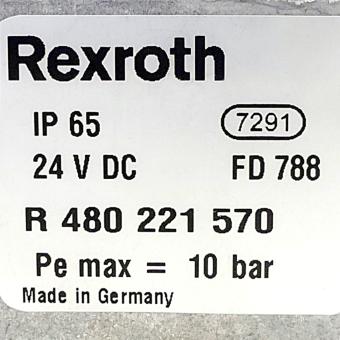 Rexroth
IP 65 7291
24 V DC FD 788
R 480 221 570
Pe max = 10 bar
Made in Germany